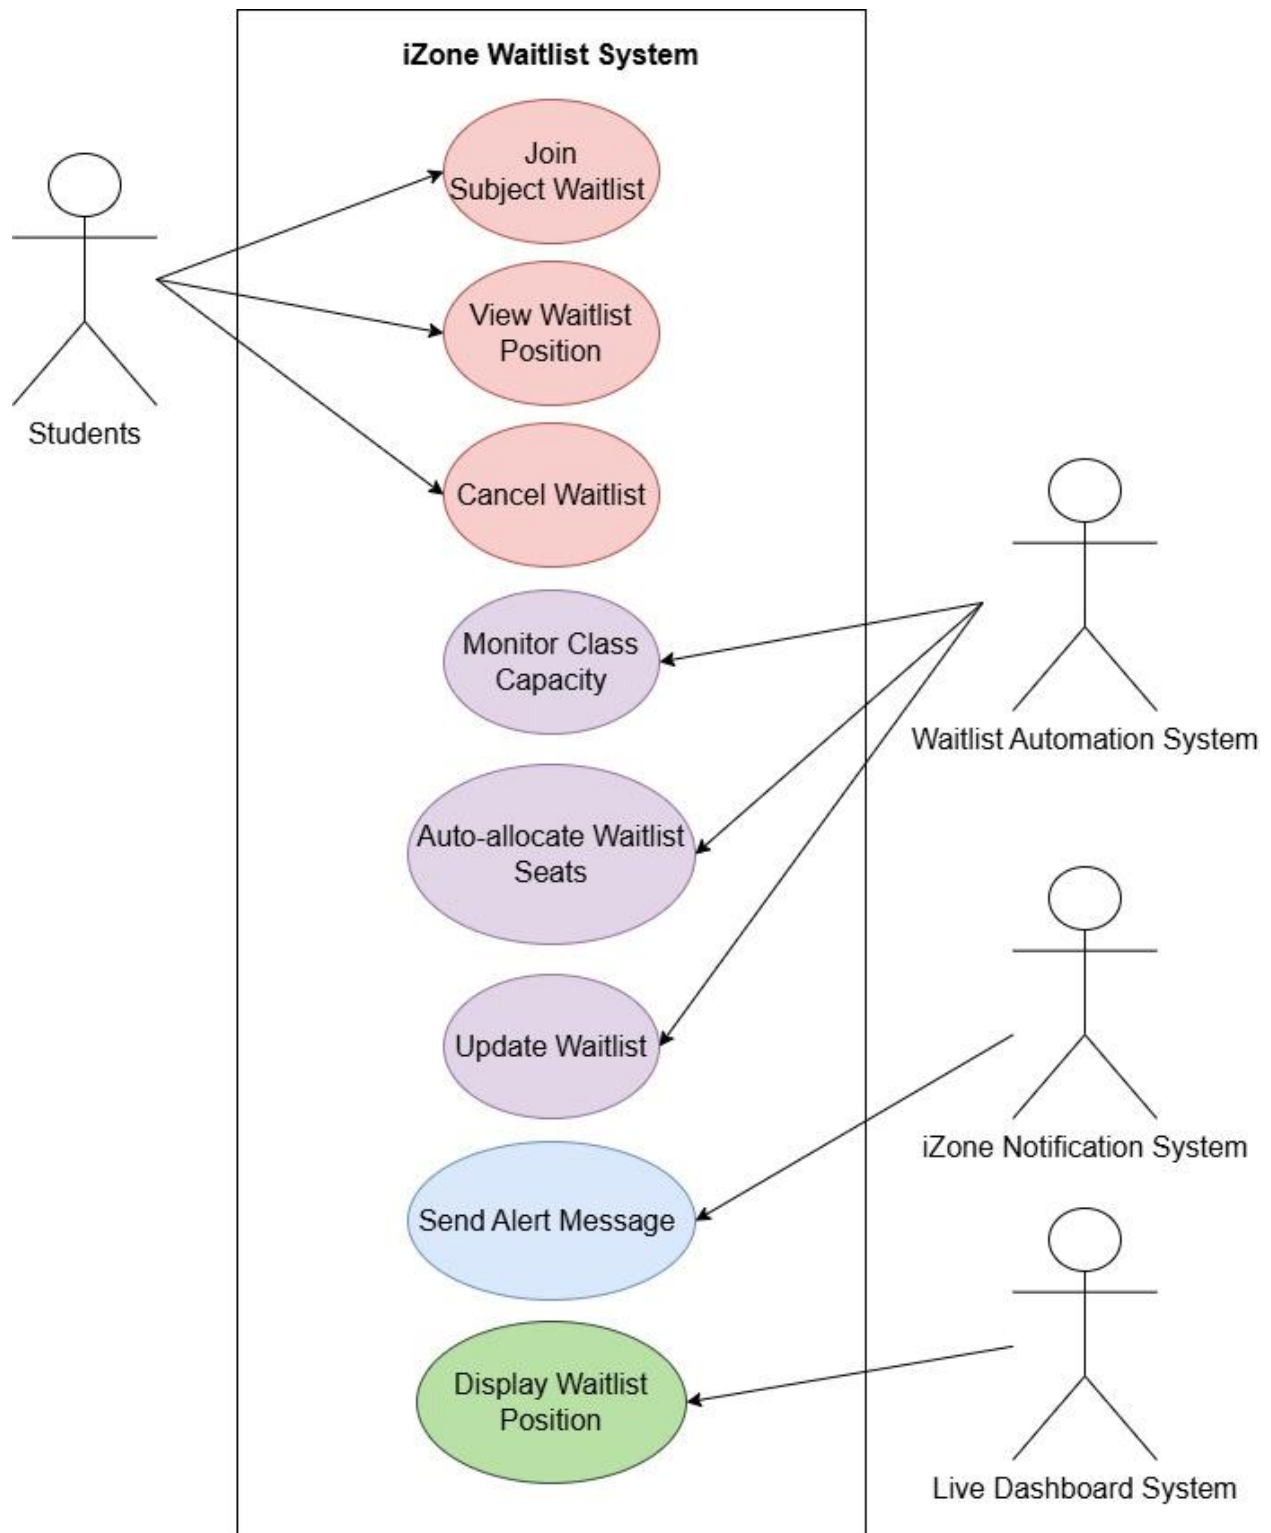 iZone Waitlist System
Join
Subject Waitlist
View Waitlist
Position
Students
Cancel Waitlist
Monitor Class
Capacity
Waitlist Automation System
Auto-allocate Waitlist
Seats
Update Waitlist
iZone Notification System
Send Alert Message
Display Waitlist
Position
Live Dashboard System